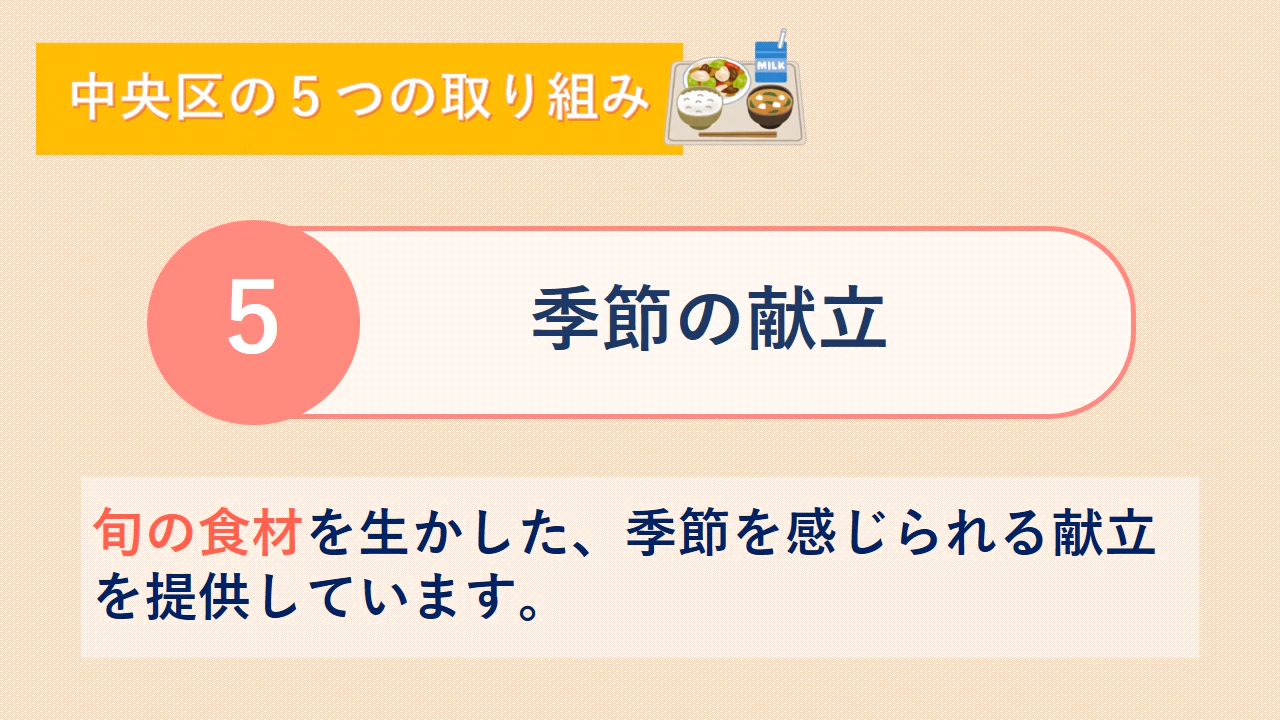 中央区の５つの取り組み
MILK
5
季節の献立
旬の食材を生かした、季節を感じられる献立
を提供しています。